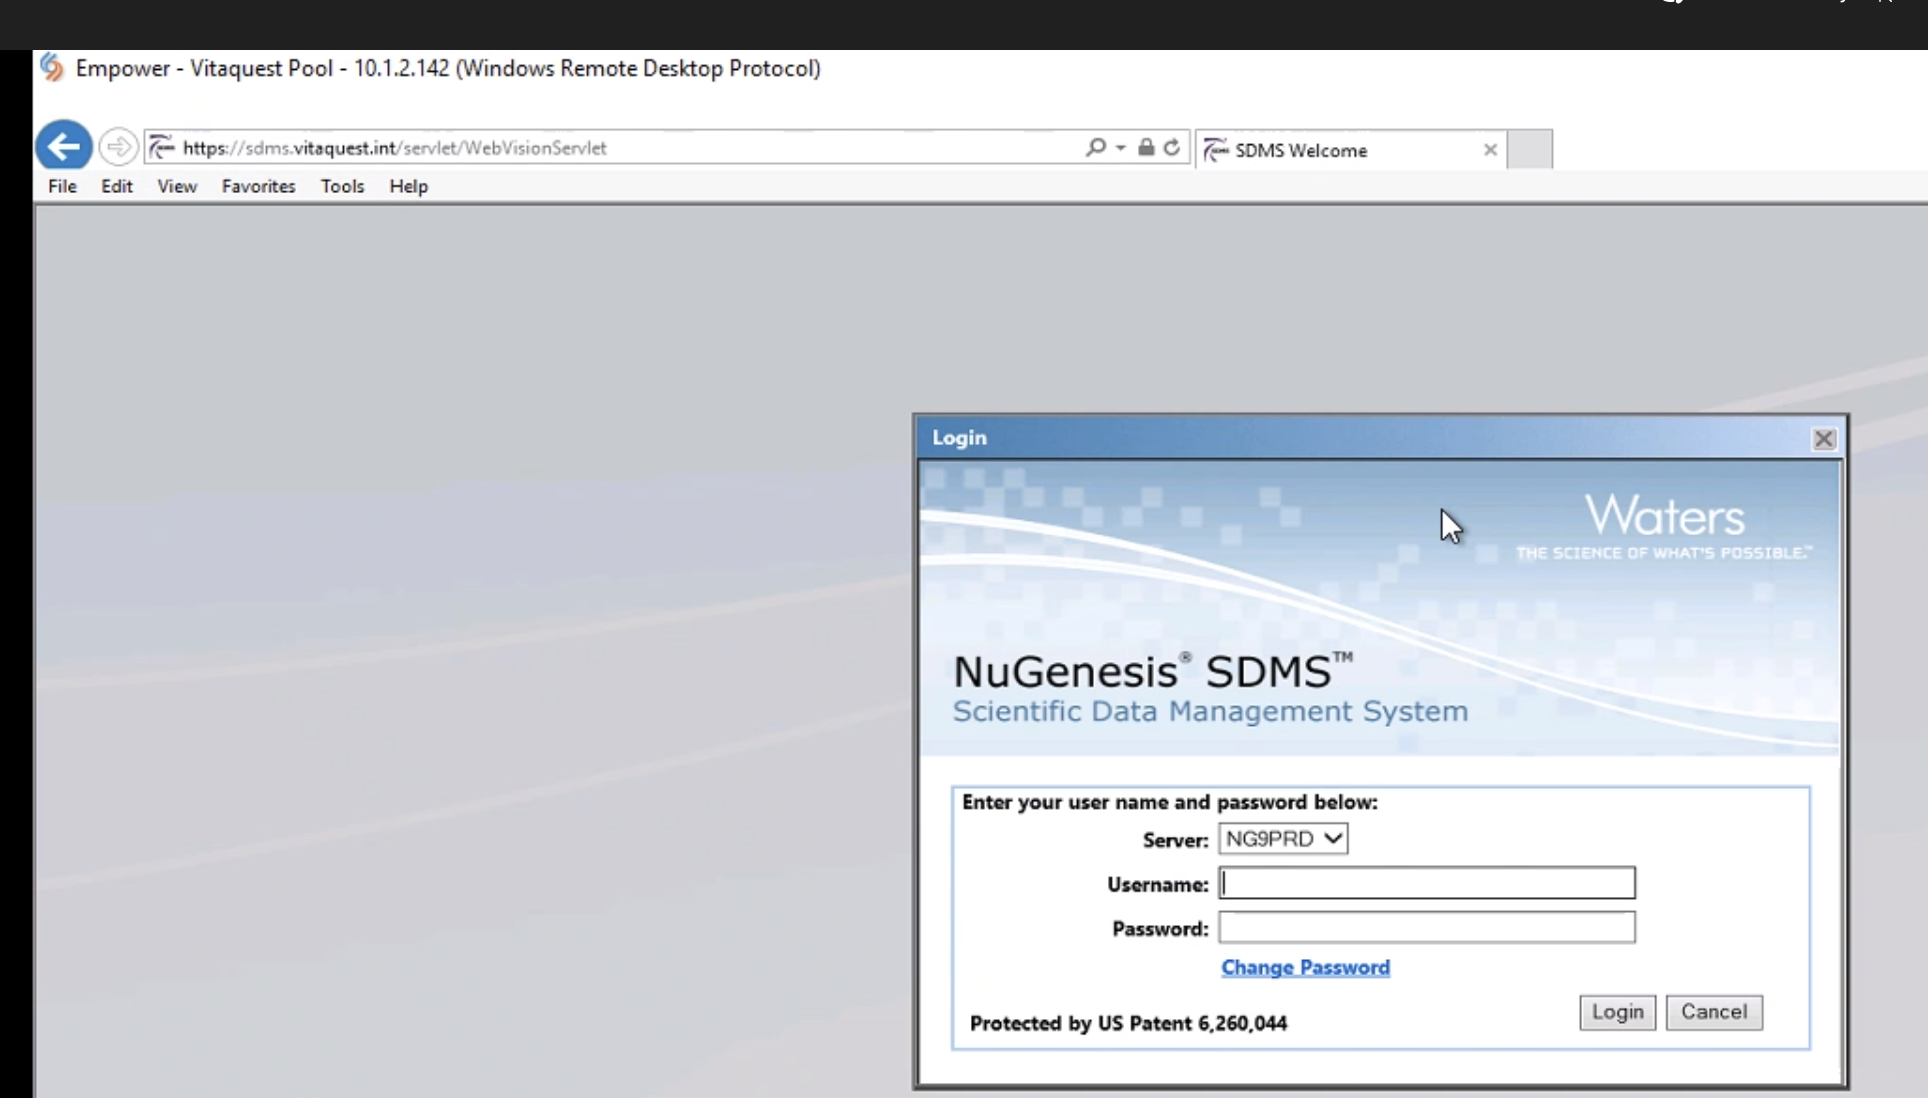 Empower - Vitaquest Pool - 10.1.2.142 (Windows Remote Desktop Protocol)
https://sdms.vitaquest.int/servlet/WebVisionServlet
SDMS Welcome
File Edit View Favorites Tools Help
Login
Waters
THE SCIENCE OF WHAT'S POSSIBLE.™
NuGenesis® SDMS™
Scientific Data Management System
Enter your user name and password below:
Server: NG9PRD
Username:
Password:
Change Password
Login Cancel
Protected by US Patent 6,260,044